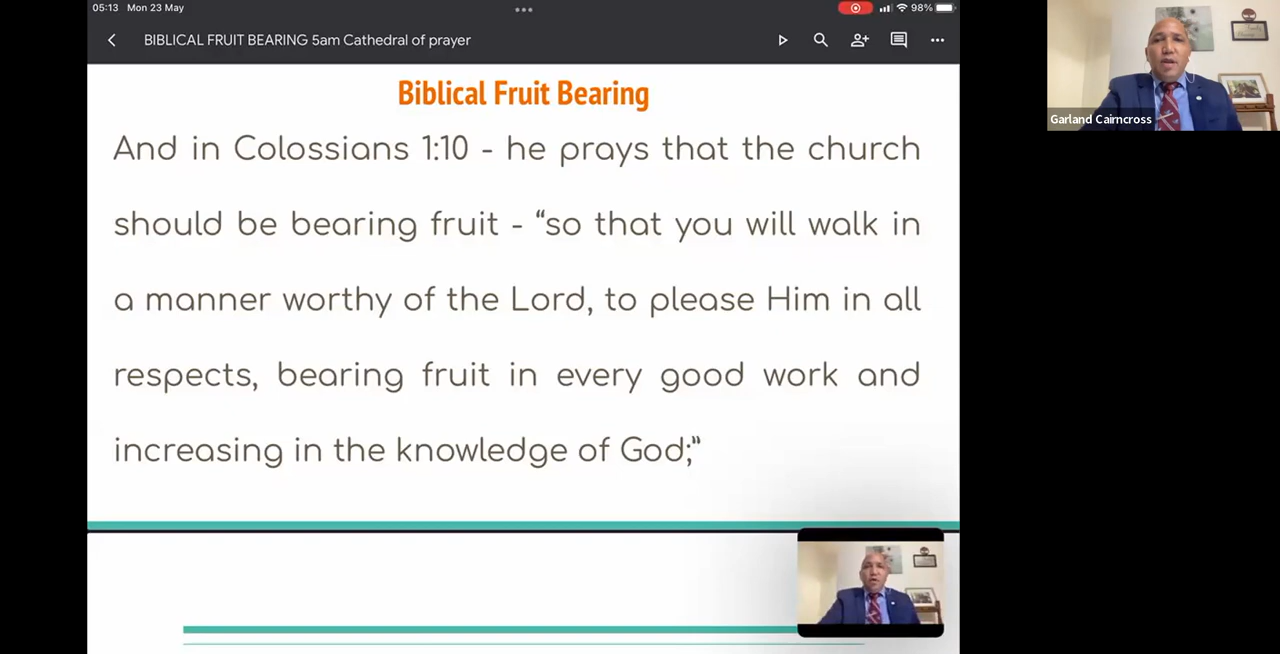 05:13 Mon 23 May
98%
BIBLICAL FRUIT BEARING 5am Cathedral of prayer
Biblical Fruit Bearing
And in Colossians 1:10 - he prays that the church
should be bearing fruit - “so that you will walk in
a manner worthy of the Lord, to please Him in all
respects, bearing fruit in every good work and
increasing in the knowledge of God;”
Garland Cairncross